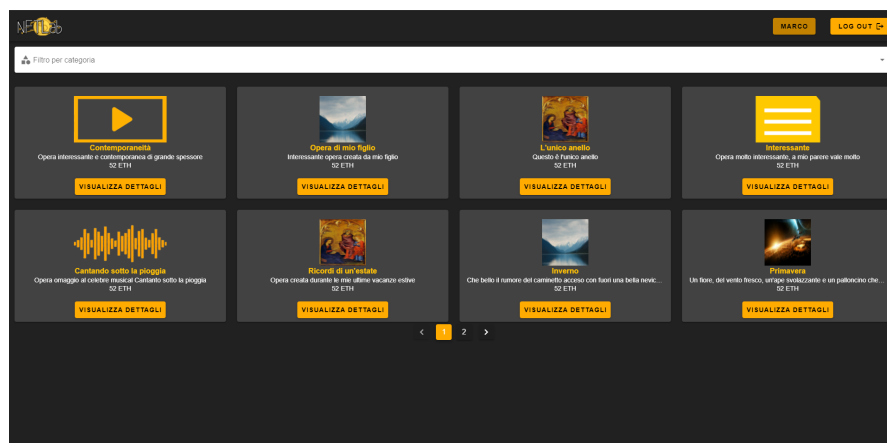 NETTLEB
MARCO
LOG OUT
Filtro per categoria
Contemporaneità
Opera interessante e contemporanea di grande spessore
52 ETH
VISUALIZZA DETTAGLI
Opera di mio figlio
Interessante opera creata da mio figlio
52 ETH
VISUALIZZA DETTAGLI
L'unico anello
Questo è l'unico anello
52 ETH
VISUALIZZA DETTAGLI
Interessante
Opera molto interessante, a mio parere vale molto
52 ETH
VISUALIZZA DETTAGLI
Cantando sotto la pioggia
Opera omaggio al celebre musical Cantando sotto la pioggia
52 ETH
VISUALIZZA DETTAGLI
Ricordi di un'estate
Opera creata durante le mie ultime vacanze estive
52 ETH
VISUALIZZA DETTAGLI
Inverno
Che bello il rumore del caminetto acceso con fuori una bella nevic...
52 ETH
VISUALIZZA DETTAGLI
Primavera
Un fiore, del vento fresco, un'ape svolazzante e un palloncino che...
52 ETH
VISUALIZZA DETTAGLI
1 2